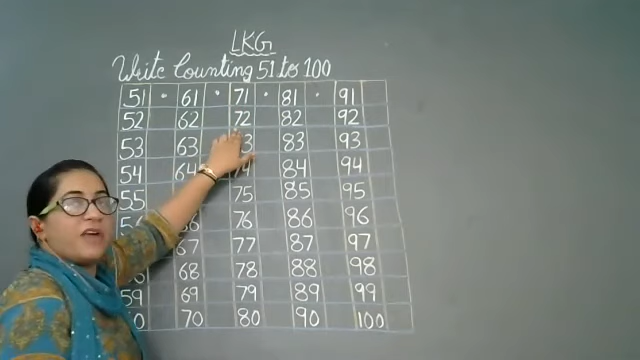 LKG
Write Counting 51 to 100
51 61 71 81 91
52 62 72 82 92
53 63 83 93
54 64 84 94
55 75 85 95
76 86 96
67 77 87 97
68 78 88 98
59 69 79 89 99
70 80 90 100